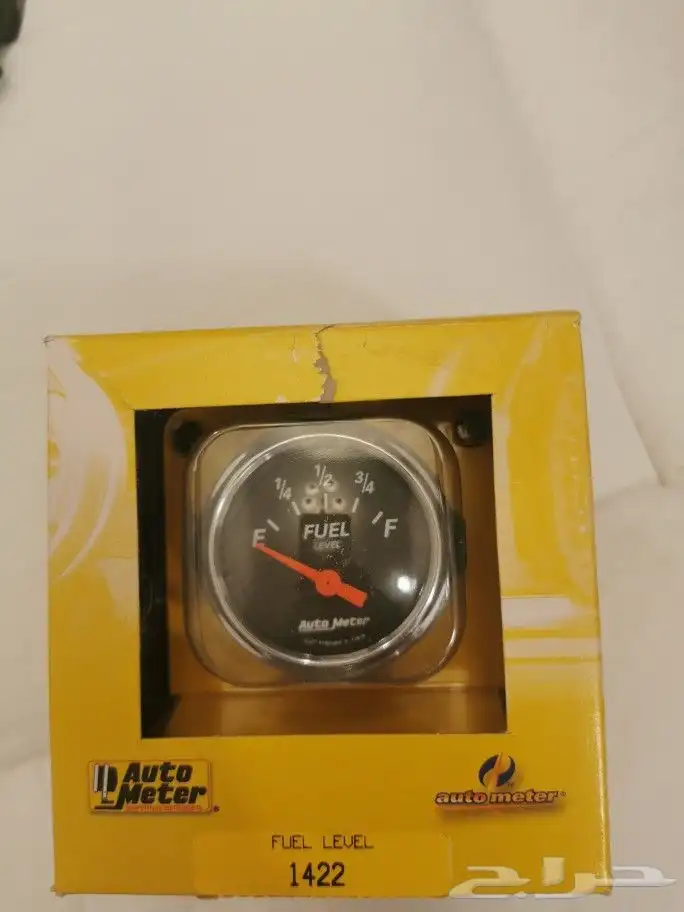 1/4 1/2 3/4
E F
FUEL
LEVEL
Auto Meter
Auto
Meter
auto meter®
FUEL LEVEL
1422
حراج